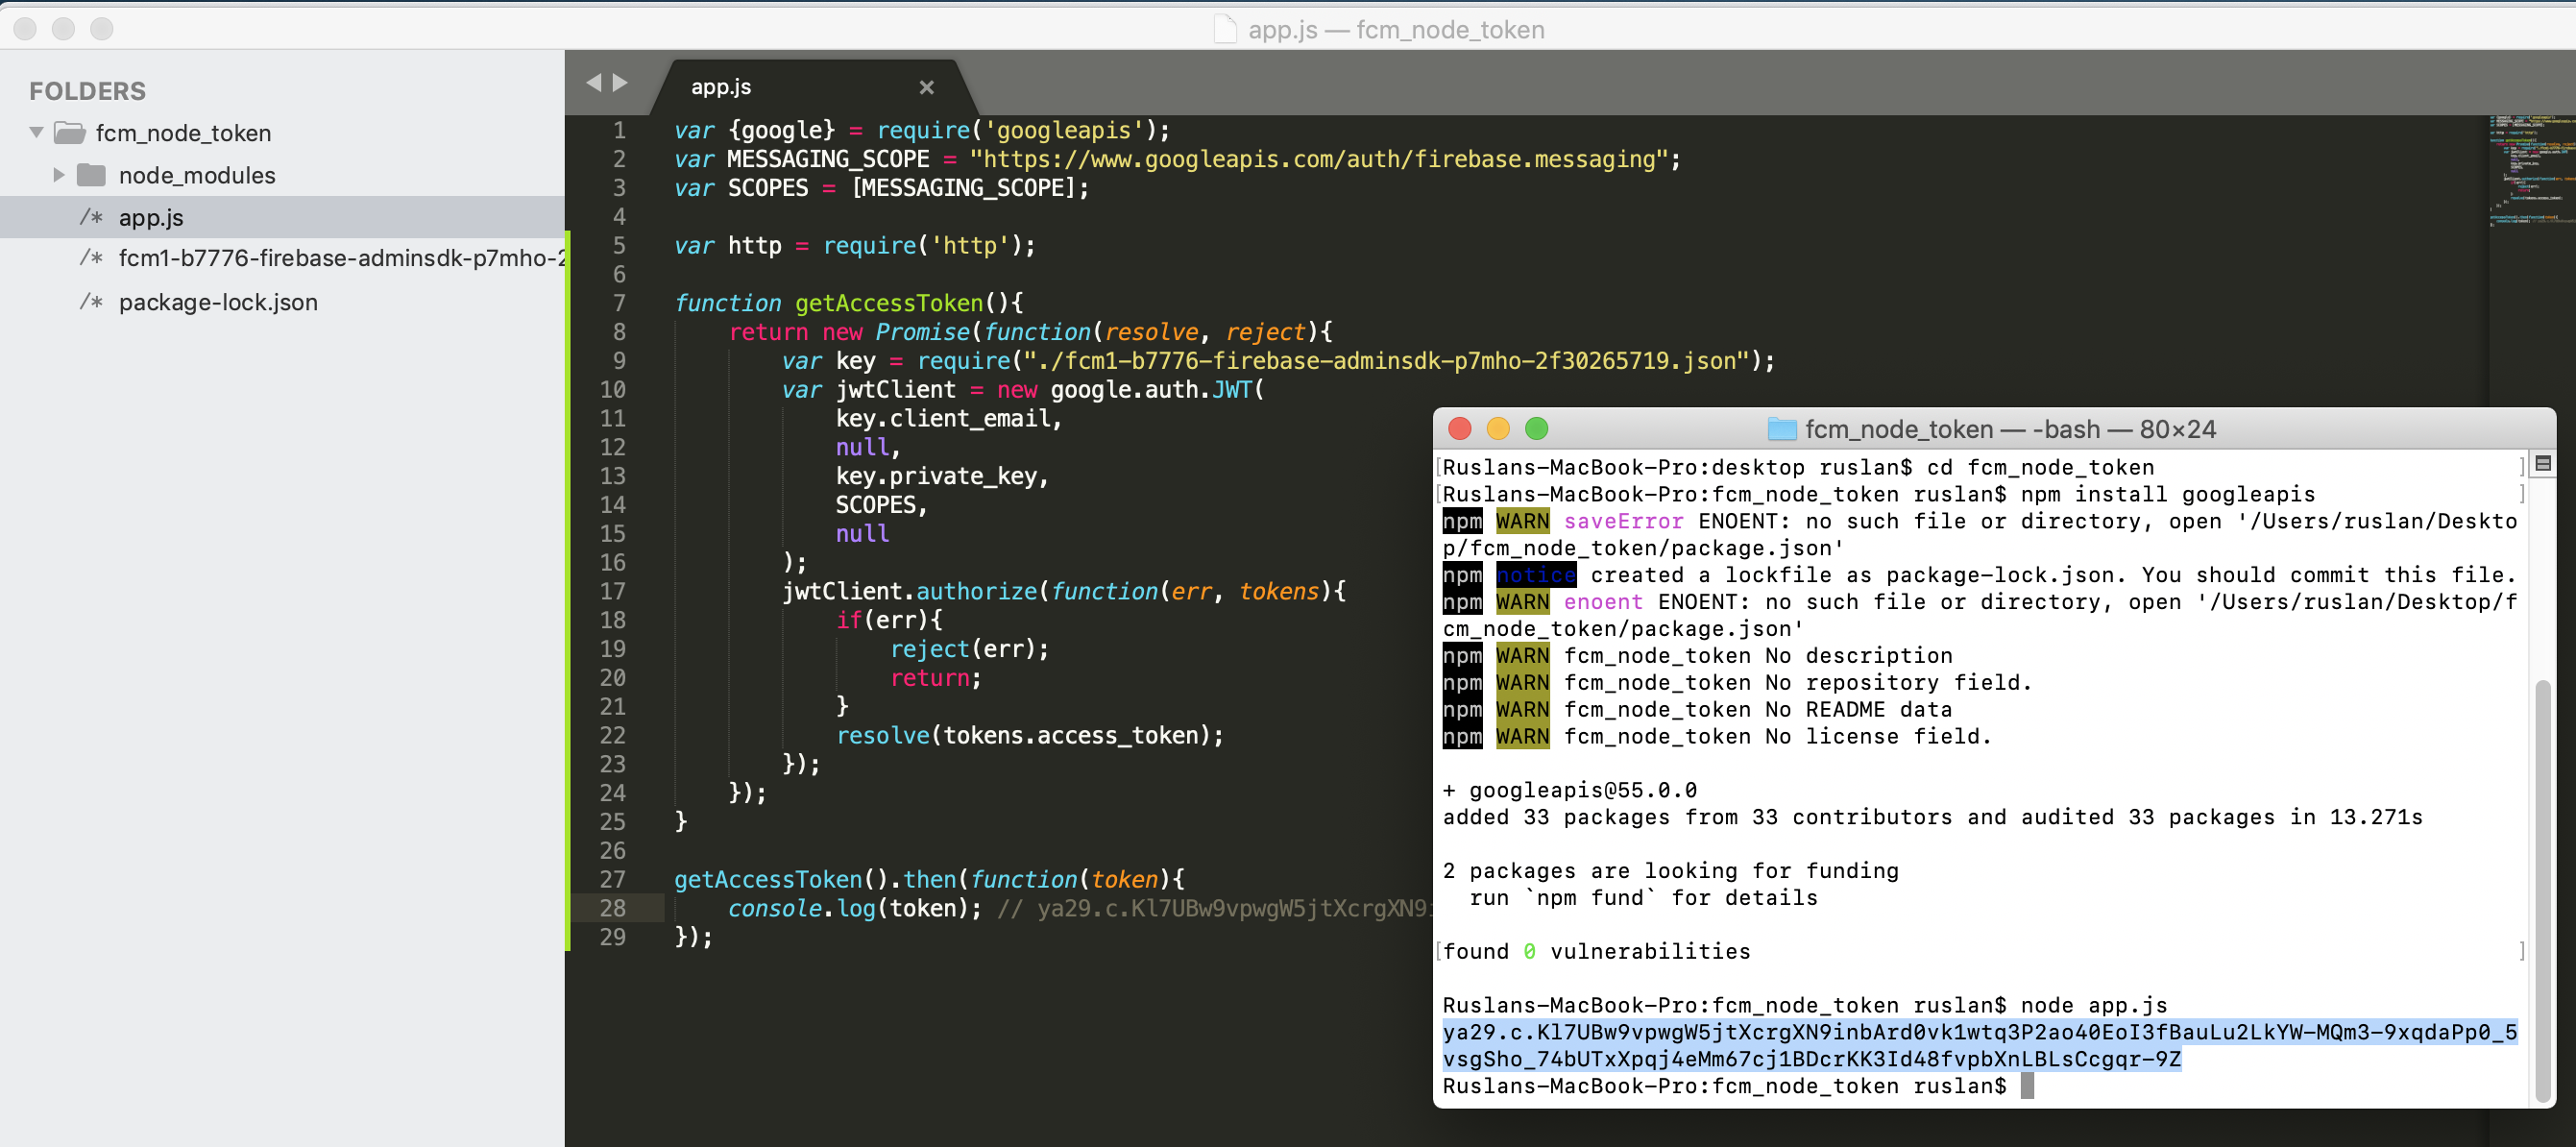 app.js — fcm_node_token
FOLDERS
fcm_node_token
node_modules
/* app.js
/* fcm1-b7776-firebase-adminsdk-p7mho-2
/* package-lock.json
app.js ×
1 var {google} = require('googleapis');
2 var MESSAGING_SCOPE = "https://www.googleapis.com/auth/firebase.messaging";
3 var SCOPES = [MESSAGING_SCOPE];
4
5 var http = require('http');
6
7 function getAccessToken(){
8 return new Promise(function(resolve, reject){
9 var key = require("./fcm1-b7776-firebase-adminsdk-p7mho-2f30265719.json");
10 var jwtClient = new google.auth.JWT(
11 key.client_email,
12 null,
13 key.private_key,
14 SCOPES,
15 null
16 );
17 jwtClient.authorize(function(err, tokens){
18 if(err){
19 reject(err);
20 return;
21 }
22 resolve(tokens.access_token);
23 });
24 });
25 }
26
27 getAccessToken().then(function(token){
28 console.log(token); // ya29.c.Kl7UBw9vpwgW5jtXcrgXN9i
29 });
fcm_node_token — -bash — 80×24
[Ruslans-MacBook-Pro:desktop ruslan$ cd fcm_node_token ]
[Ruslans-MacBook-Pro:fcm_node_token ruslan$ npm install googleapis ]
npm WARN saveError ENOENT: no such file or directory, open '/Users/ruslan/Deskto
p/fcm_node_token/package.json'
npm notice created a lockfile as package-lock.json. You should commit this file.
npm WARN enoent ENOENT: no such file or directory, open '/Users/ruslan/Desktop/f
cm_node_token/package.json'
npm WARN fcm_node_token No description
npm WARN fcm_node_token No repository field.
npm WARN fcm_node_token No README data
npm WARN fcm_node_token No license field.
+ googleapis@55.0.0
added 33 packages from 33 contributors and audited 33 packages in 13.271s
2 packages are looking for funding
run `npm fund` for details
[found 0 vulnerabilities ]
Ruslans-MacBook-Pro:fcm_node_token ruslan$ node app.js
ya29.c.Kl7UBw9vpwgW5jtXcrgXN9inbArd0vk1wtq3P2ao40EoI3fBauLu2LkYW-MQm3-9xqdaPp0_5
vsgSho_74bUTxXpqj4eMm67cj1BDcrKK3Id48fvpbXnLBLsCcgqr-9Z
Ruslans-MacBook-Pro:fcm_node_token ruslan$